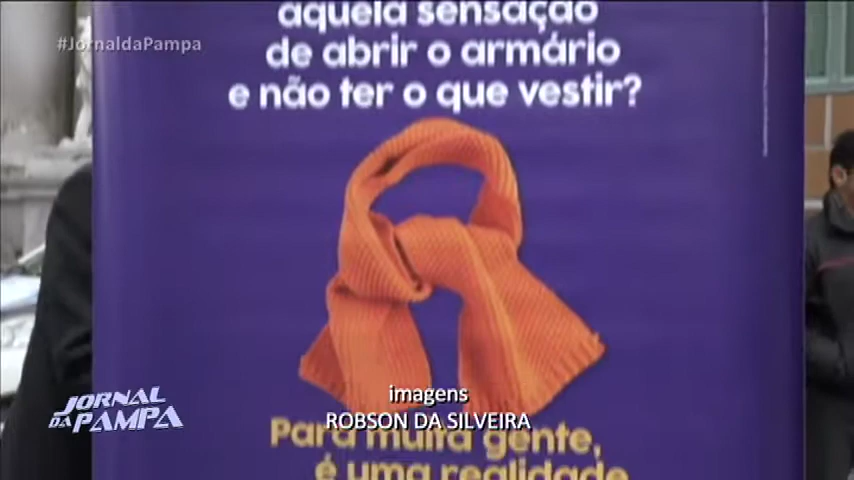 #JornaldaPampa
aquela sensação
de abrir o armário
e não ter o que vestir?
imagens
ROBSON DA SILVEIRA
JORNAL
DA PAMPA
Para muita gente,
é uma realidade